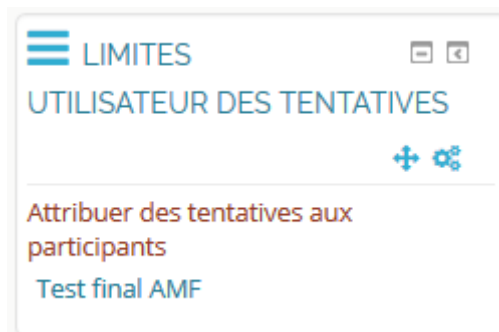 LIMITES
UTILISATEUR DES TENTATIVES
Attribuer des tentatives aux
participants
Test final AMF